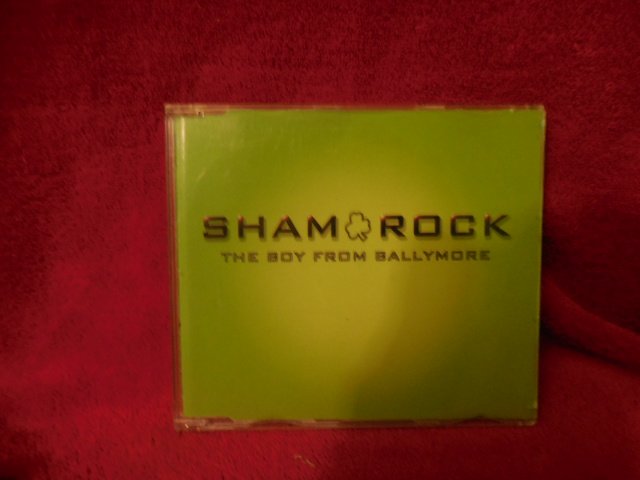 SHAM ROCK
THE BOY FROM BALLYMORE